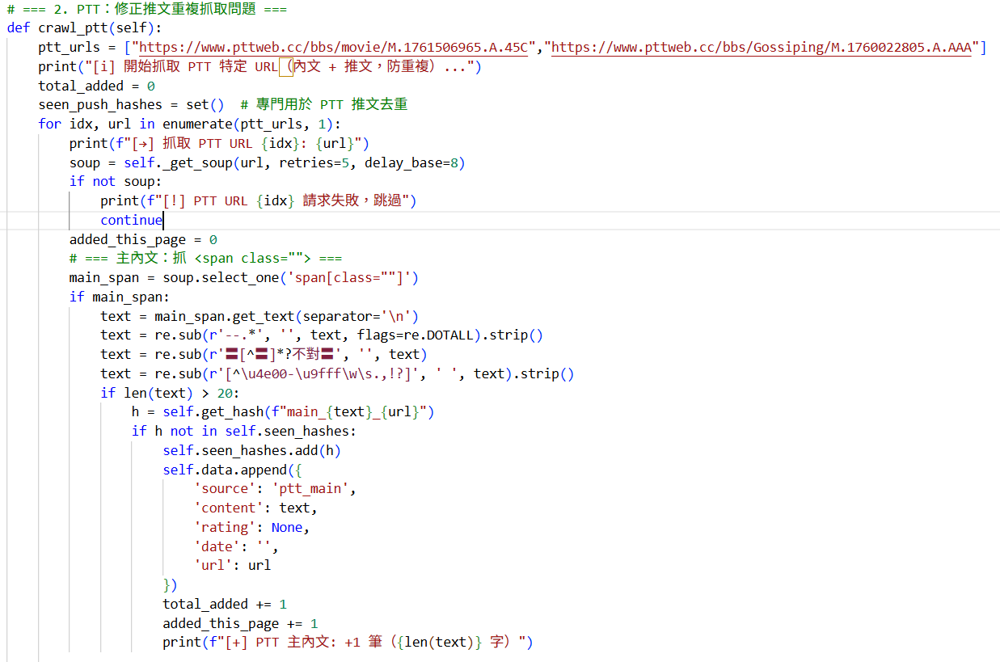 # === 2. PTT：修正推文重複抓取問題 ===
def crawl_ptt(self):
    ptt_urls = ["https://www.pttweb.cc/bbs/movie/M.1761506965.A.45C","https://www.pttweb.cc/bbs/Gossiping/M.1760022805.A.AAA"]
    print("[i] 開始抓取 PTT 特定 URL（內文 + 推文，防重複）...")
    total_added = 0
    seen_push_hashes = set()  # 專門用於 PTT 推文去重
    for idx, url in enumerate(ptt_urls, 1):
        print(f"[→] 抓取 PTT URL {idx}: {url}")
        soup = self._get_soup(url, retries=5, delay_base=8)
        if not soup:
            print(f"[!] PTT URL {idx} 請求失敗，跳過")
            continue
        added_this_page = 0
        # === 主內文：抓 <span class=""> ===
        main_span = soup.select_one('span[class=""]')
        if main_span:
            text = main_span.get_text(separator='\n')
            text = re.sub(r'--.*', '', text, flags=re.DOTALL).strip()
            text = re.sub(r'〓[^〓]*?不對〓', '', text)
            text = re.sub(r'[^\u4e00-\u9fff\w\s.,!?]', ' ', text).strip()
            if len(text) > 20:
                h = self.get_hash(f"main_{text}_{url}")
                if h not in self.seen_hashes:
                    self.seen_hashes.add(h)
                    self.data.append({
                        'source': 'ptt_main',
                        'content': text,
                        'rating': None,
                        'date': '',
                        'url': url
                    })
                    total_added += 1
                    added_this_page += 1
                    print(f"[+] PTT 主內文: +1 筆（{len(text)} 字）")